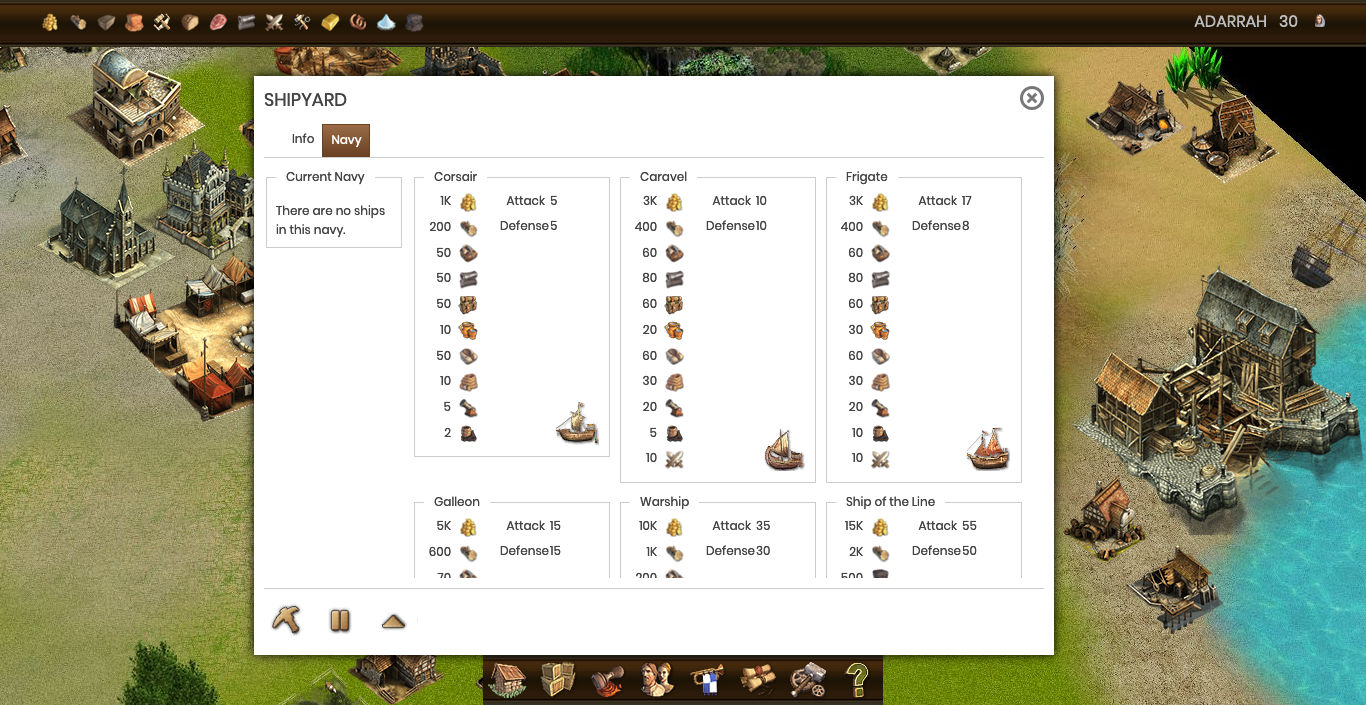 ADARRAH 30
SHIPYARD
Info Navy
Current Navy
There are no ships
in this navy.
Corsair
1K Attack 5
200 Defense5
50
50
50
10
50
10
5
2
Caravel
3K Attack 10
400 Defense10
60
80
60
20
60
30
20
5
10
Frigate
3K Attack 17
400 Defense8
60
80
60
30
60
30
20
10
10
Galleon
5K Attack 15
600 Defense15
70
Warship
10K Attack 35
1K Defense30
200
Ship of the Line
15K Attack 55
2K Defense50
500